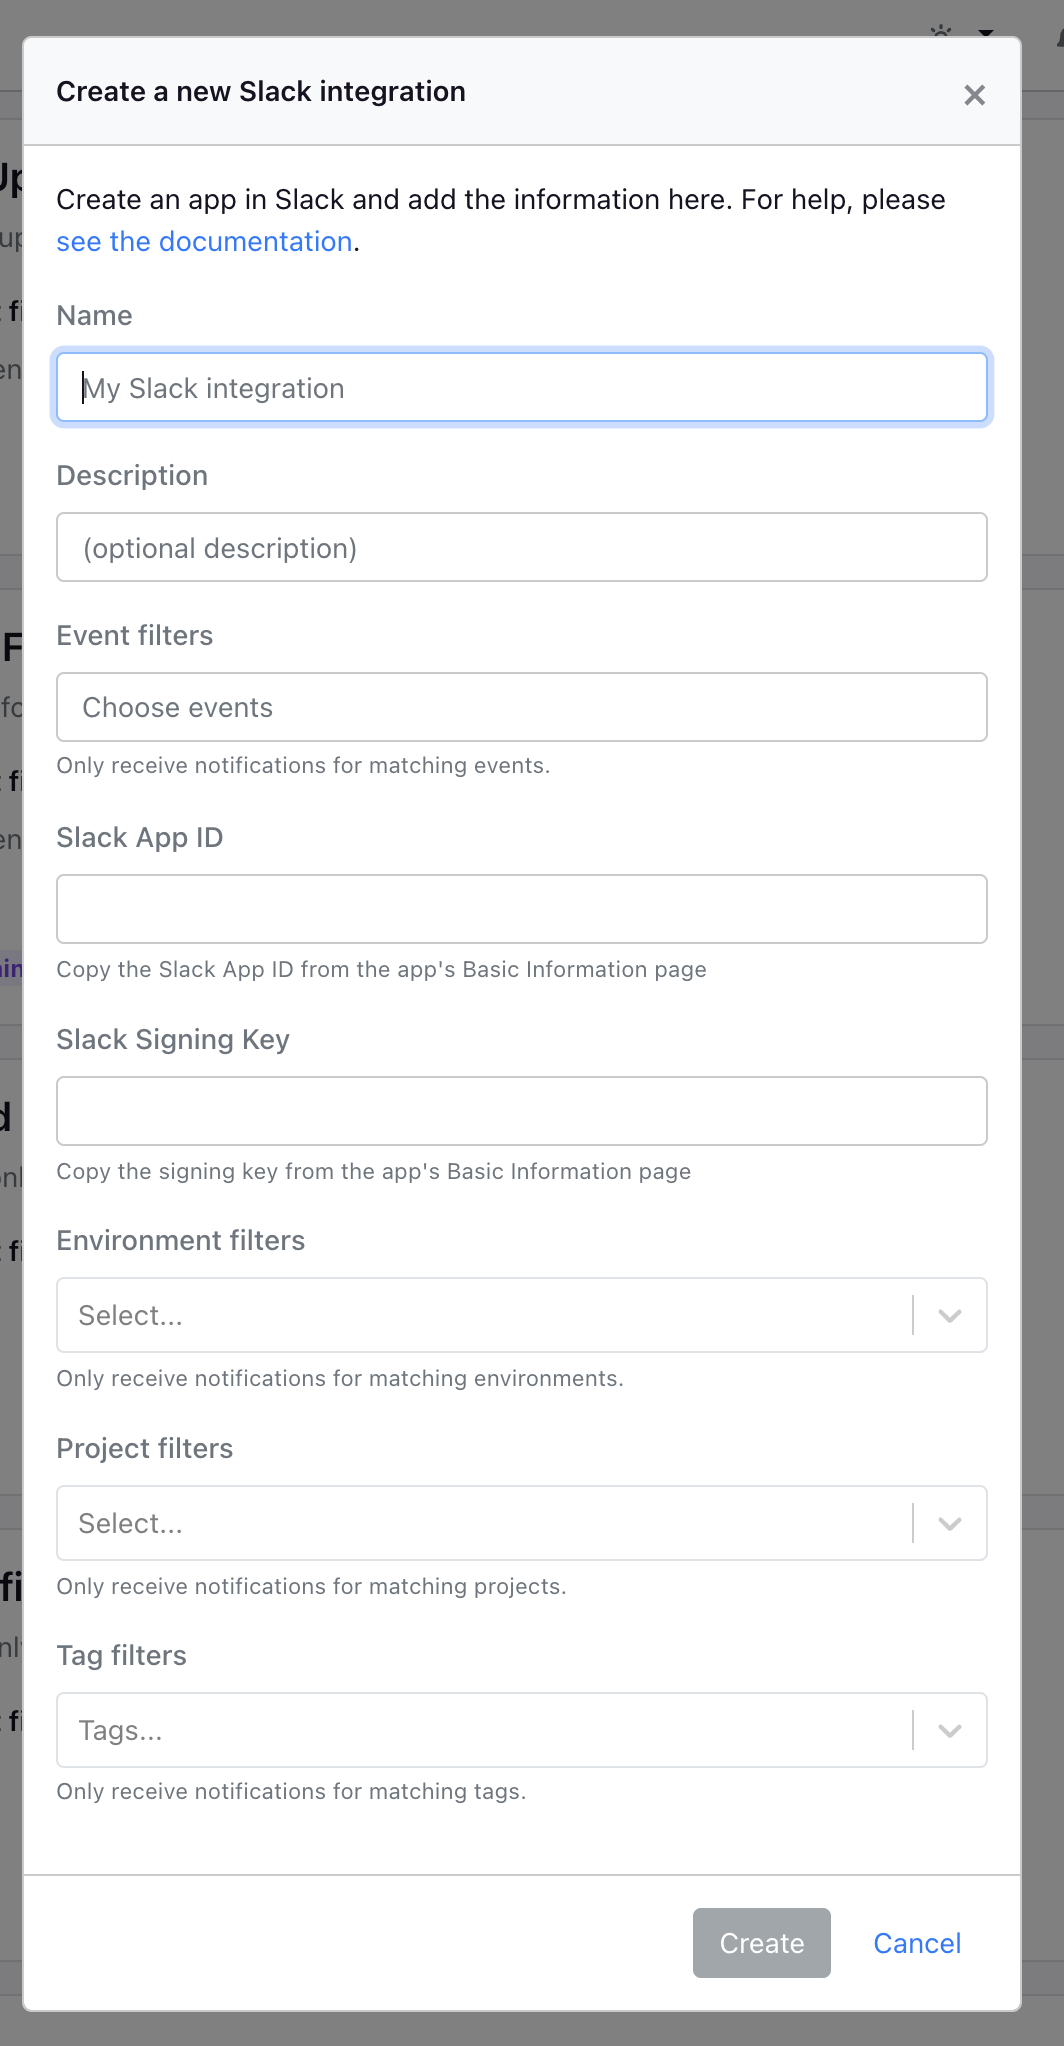 Create a new Slack integration
Create an app in Slack and add the information here. For help, please
see the documentation.
Name
My Slack integration
Description
(optional description)
Event filters
Choose events
Only receive notifications for matching events.
Slack App ID
Copy the Slack App ID from the app's Basic Information page
Slack Signing Key
Copy the signing key from the app's Basic Information page
Environment filters
Select...
Only receive notifications for matching environments.
Project filters
Select...
Only receive notifications for matching projects.
Tag filters
Tags...
Only receive notifications for matching tags.
Create
Cancel